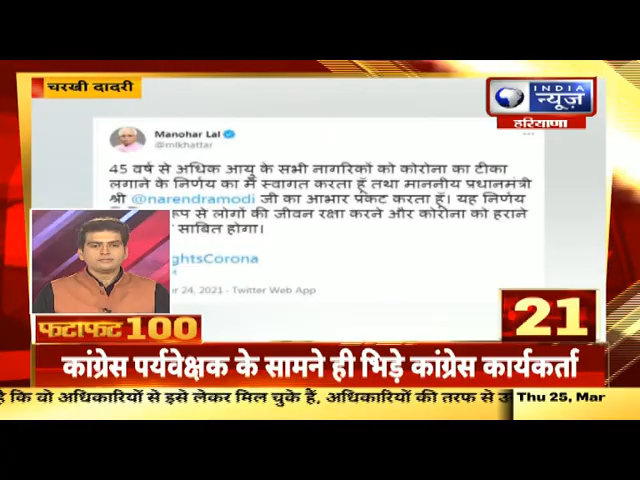 चरखी दादरी
INDIA
न्यूज़
हरियाणा
Manohar Lal
@mlkhattar
45 वर्ष से अधिक आयु के सभी नागरिकों को कोरोना का टीका
लगाने के निर्णय का मैं स्वागत करता हूँ तथा माननीय प्रधानमंत्री
श्री @narendramodi जी का आभार प्रकट करता हूँ। यह निर्णय
रूप से लोगों की जीवन रक्षा करने और कोरोना को हराने
साबित होगा।
ghtsCorona
24, 2021 · Twitter Web App
21
फटाफट 100
कांग्रेस पर्यवेक्षक के सामने ही भिड़े कांग्रेस कार्यकर्ता
है कि वो अधिकारियों से इसे लेकर मिल चुके हैं, अधिकारियों की तरफ से
Thu 25, Mar